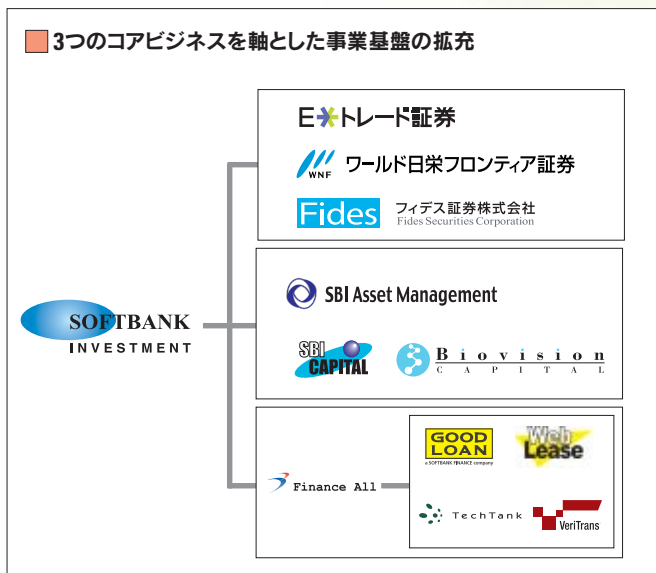 3つのコアビジネスを軸とした事業基盤の拡充
E*トレード証券
WNF ワールド日栄フロンティア証券
Fides フィデス証券株式会社
Fides Securities Corporation
SOFTBANK
INVESTMENT
SBI Asset Management
SBI
CAPITAL
Biovision
CAPITAL
Finance All
GOOD
LOAN
a SOFTBANK FINANCE company
Web
Lease
TechTank
VeriTrans